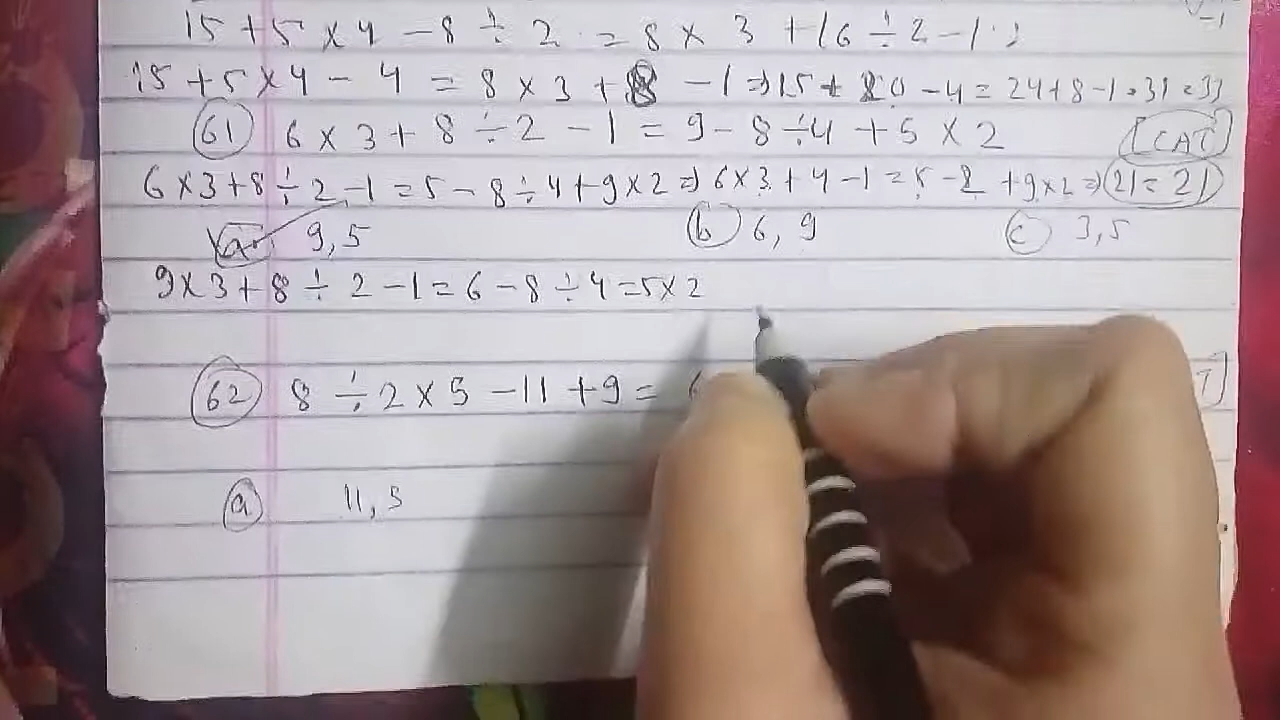 15 + 5 × 4 - 8 ÷ 2 = 8 × 3 + 16 ÷ 2 - 1
15 + 5 × 4 - 4 = 8 × 3 + 8 - 1 ⇒ 15 + 20 - 4 = 24 + 8 - 1 = 31 = 31
(61) 6 × 3 + 8 ÷ 2 - 1 = 9 - 8 ÷ 4 + 5 × 2 [CAT]
6 × 3 + 8 ÷ 2 - 1 = 5 - 8 ÷ 4 + 9 × 2 ⇒ 6 × 3 + 4 - 1 = 5 - 2 + 9 × 2 ⇒ (21 = 21)
(a) 9, 5 (b) 6, 9 (c) 3, 5
9 × 3 + 8 ÷ 2 - 1 = 6 - 8 ÷ 4 = 5 × 2
(62) 8 ÷ 2 × 5 - 11 + 9 = 6
(a) 11, 5